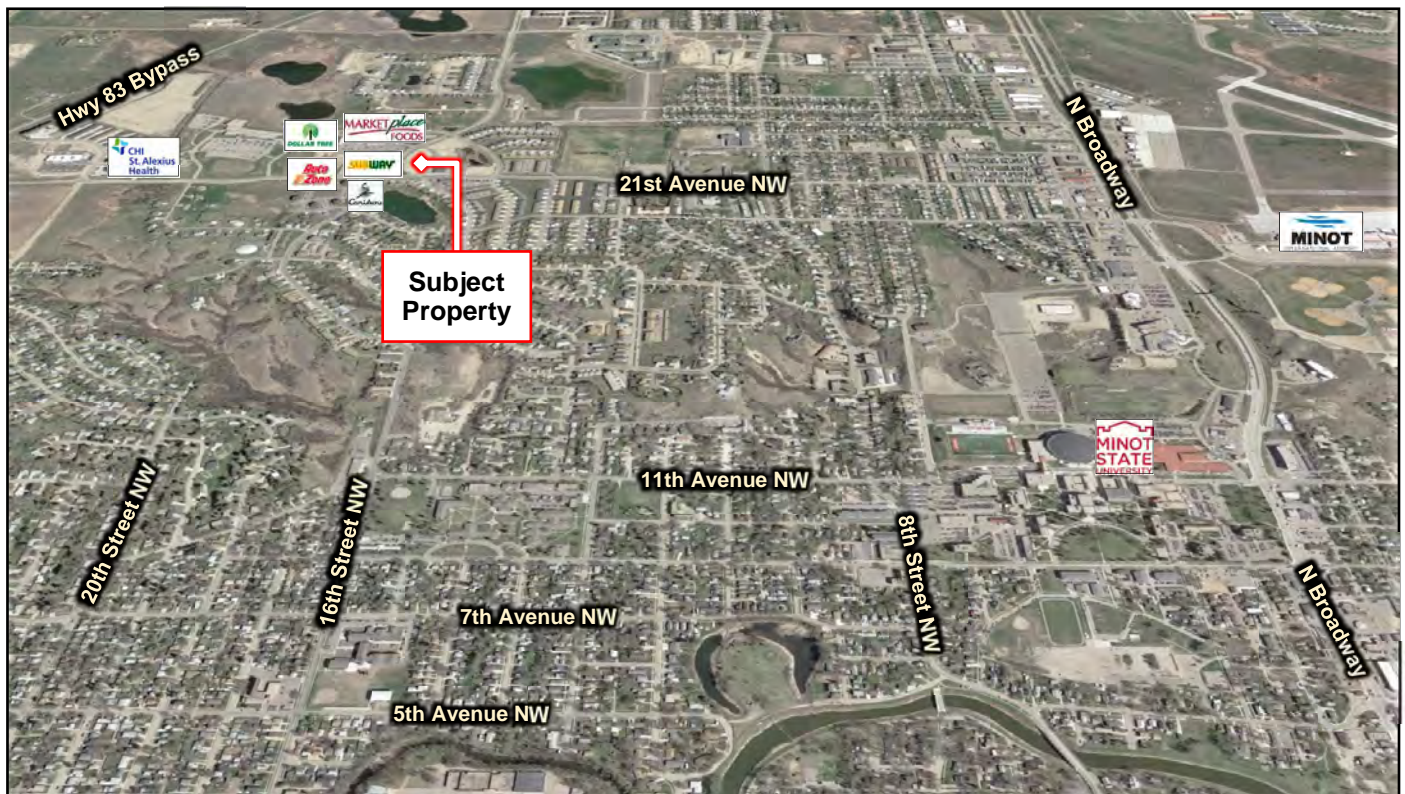 Hwy 83 Bypass
N Broadway
DOLLAR TREE
MARKETplace
FOODS
CHI
St. Alexius
Health
Auto
Zone
SUBWAY
21st Avenue NW
MINOT
Subject
Property
MINOT
STATE
UNIVERSITY
11th Avenue NW
20th Street NW
16th Street NW
8th Street NW
7th Avenue NW
N Broadway
5th Avenue NW